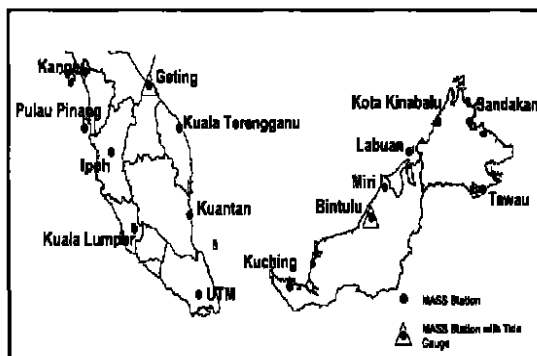 Kangar
Geting
Pulau Pinang
Kuala Terengganu
Ipoh
Kuantan
Kuala Lumpur
UTM
Kota Kinabalu
Sandakan
Labuan
Miri
Bintulu
Tawau
Kuching
MASS Station
MASS Station with Tide
Gauge